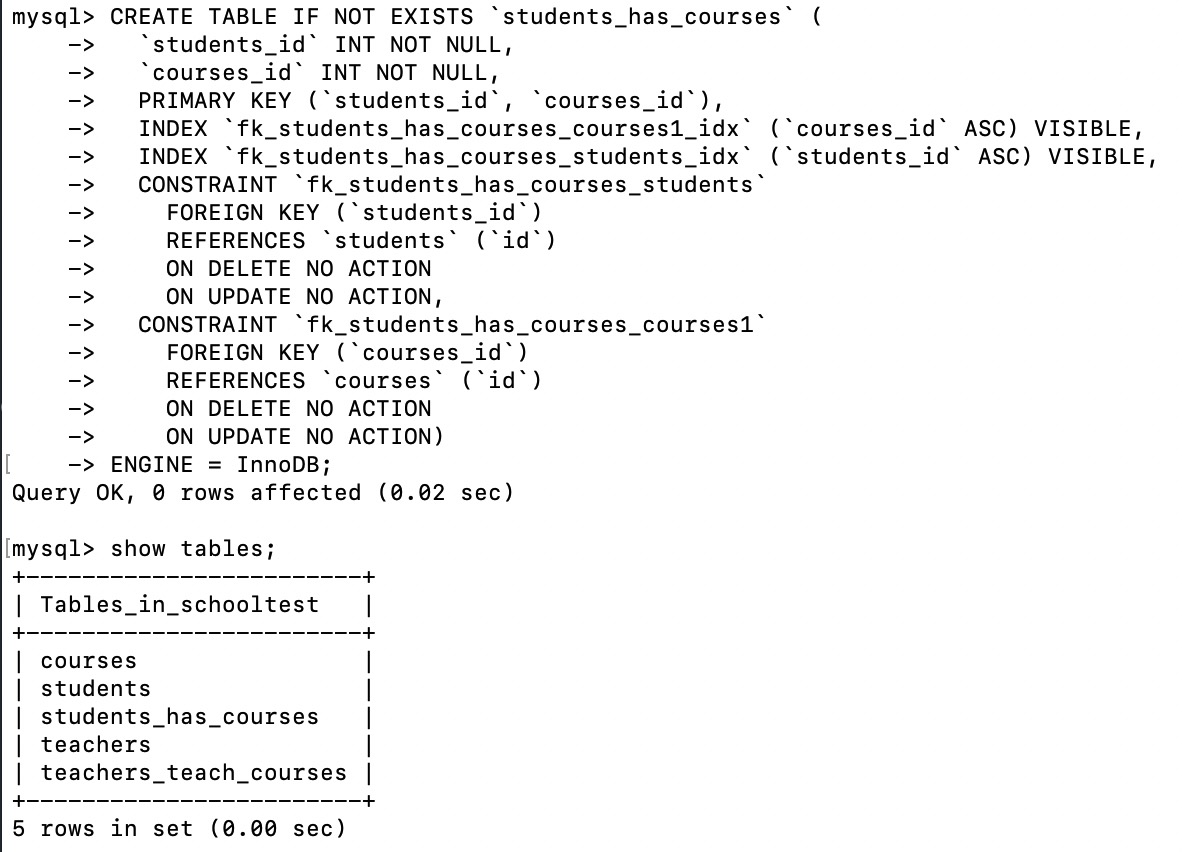 mysql> CREATE TABLE IF NOT EXISTS `students_has_courses` (
    ->   `students_id` INT NOT NULL,
    ->   `courses_id` INT NOT NULL,
    ->   PRIMARY KEY (`students_id`, `courses_id`),
    ->   INDEX `fk_students_has_courses_courses1_idx` (`courses_id` ASC) VISIBLE,
    ->   INDEX `fk_students_has_courses_students_idx` (`students_id` ASC) VISIBLE,
    ->   CONSTRAINT `fk_students_has_courses_students`
    ->     FOREIGN KEY (`students_id`)
    ->     REFERENCES `students` (`id`)
    ->     ON DELETE NO ACTION
    ->     ON UPDATE NO ACTION,
    ->   CONSTRAINT `fk_students_has_courses_courses1`
    ->     FOREIGN KEY (`courses_id`)
    ->     REFERENCES `courses` (`id`)
    ->     ON DELETE NO ACTION
    ->     ON UPDATE NO ACTION)
[    -> ENGINE = InnoDB;
Query OK, 0 rows affected (0.02 sec)

[mysql> show tables;
+------------------------+
| Tables_in_schooltest   |
+------------------------+
| courses                |
| students               |
| students_has_courses   |
| teachers               |
| teachers_teach_courses |
+------------------------+
5 rows in set (0.00 sec)